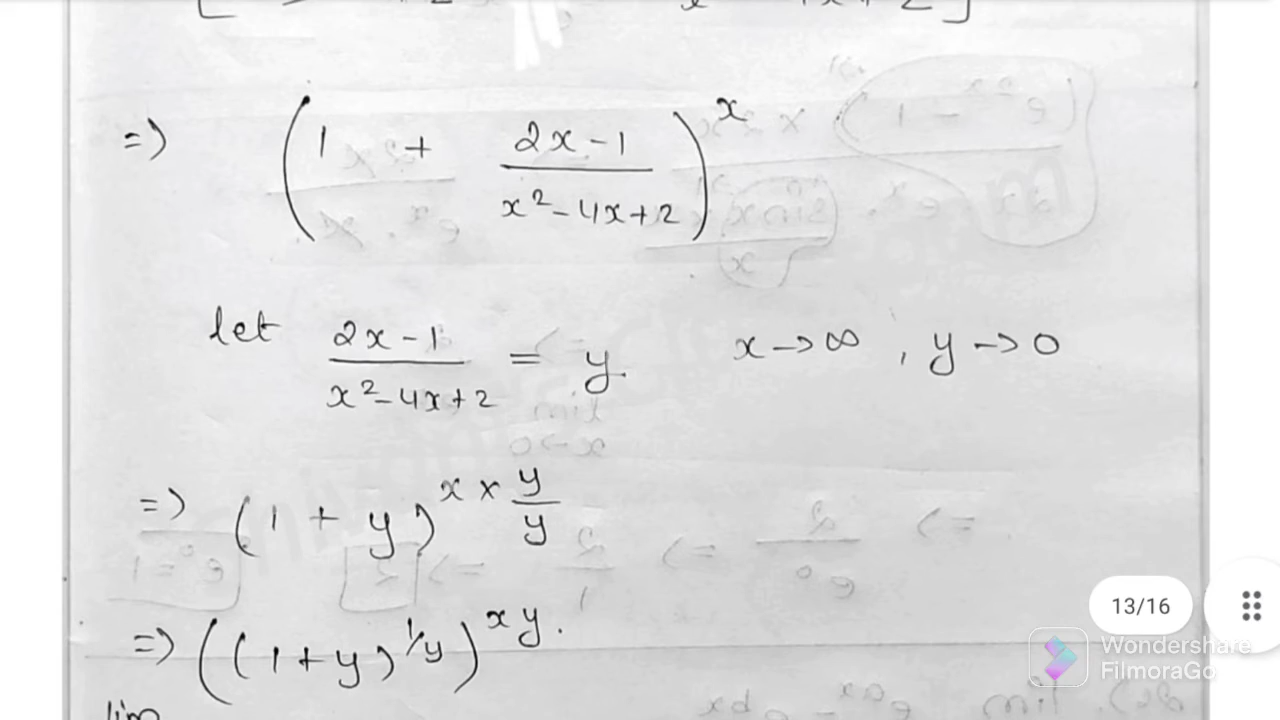 => (1 + (2x - 1)/(x² - 4x + 2))^x
let (2x - 1)/(x² - 4x + 2) = y. x -> ∞ , y -> 0
=> (1 + y)^(x × y/y)
=> ((1 + y)^(1/y))^(xy).
lim
13/16
Wondershare
FilmoraGo